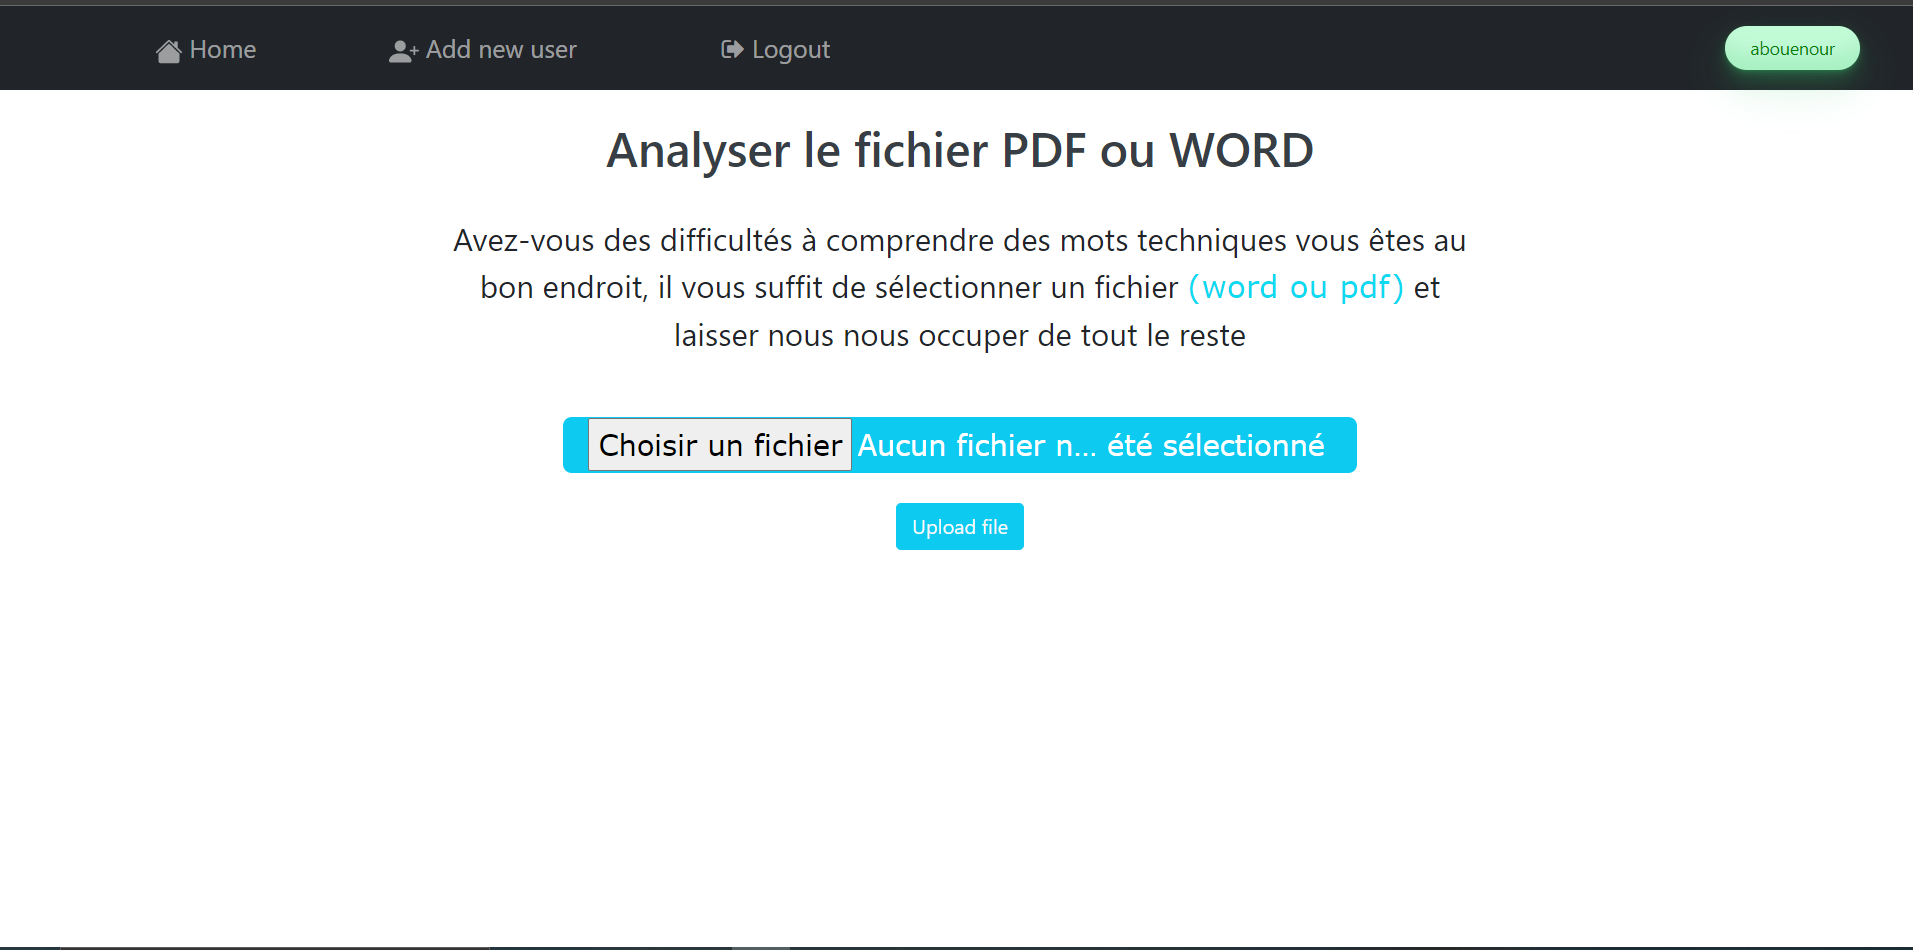 Home Add new user Logout abouenour
Analyser le fichier PDF ou WORD
Avez-vous des difficultés à comprendre des mots techniques vous êtes au
bon endroit, il vous suffit de sélectionner un fichier (word ou pdf) et
laisser nous nous occuper de tout le reste
Choisir un fichier Aucun fichier n... été sélectionné
Upload file